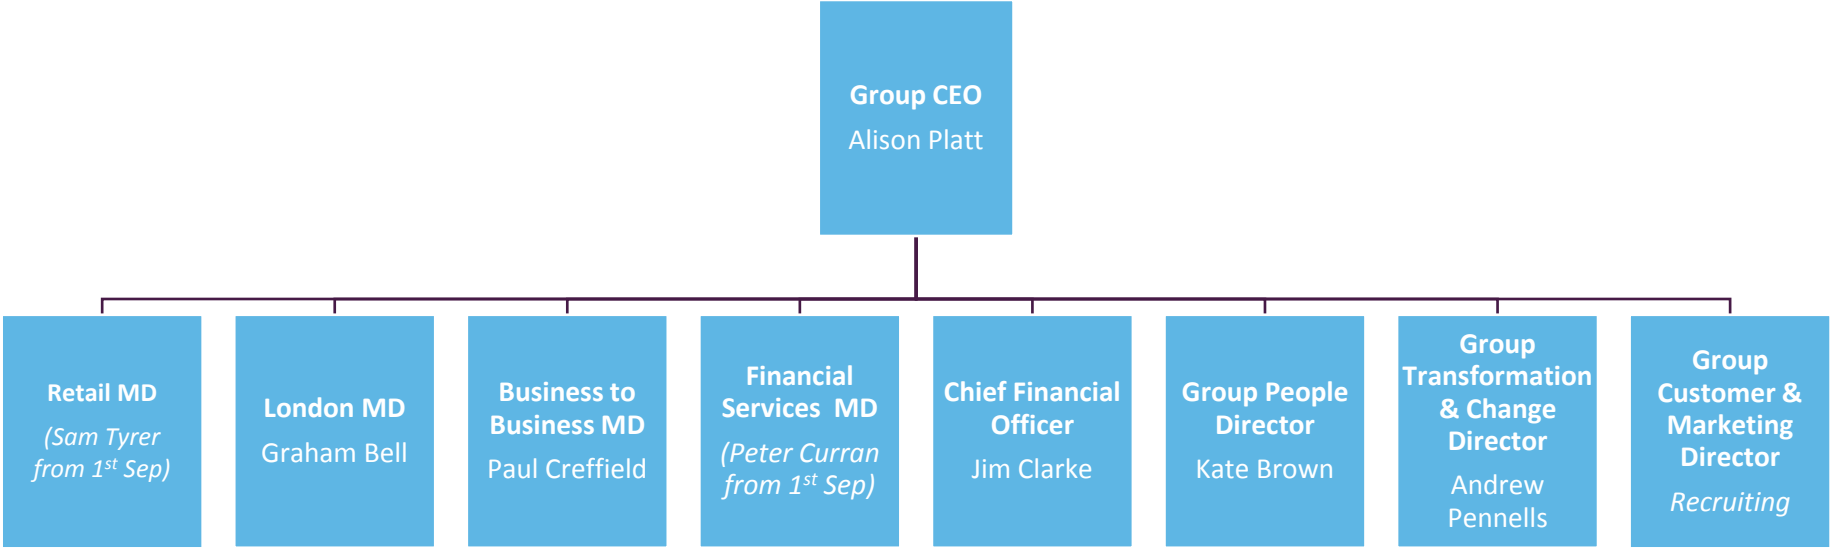 Group CEO
Alison Platt
Retail MD
(Sam Tyrer
from 1st Sep)
London MD
Graham Bell
Business to
Business MD
Paul Creffield
Financial
Services MD
(Peter Curran
from 1st Sep)
Chief Financial
Officer
Jim Clarke
Group People
Director
Kate Brown
Group
Transformation
& Change
Director
Andrew
Pennells
Group
Customer &
Marketing
Director
Recruiting